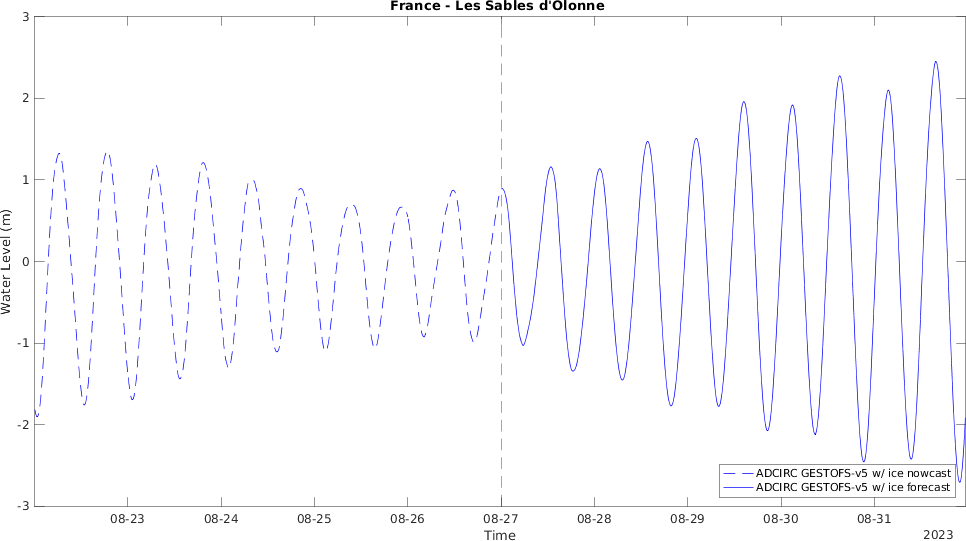 France - Les Sables d'Olonne
3
2
1
0
-1
-2
-3
Water Level (m)
ADCIRC GESTOFS-v5 w/ ice nowcast
ADCIRC GESTOFS-v5 w/ ice forecast
08-23 08-24 08-25 08-26 08-27 08-28 08-29 08-30 08-31
Time
2023